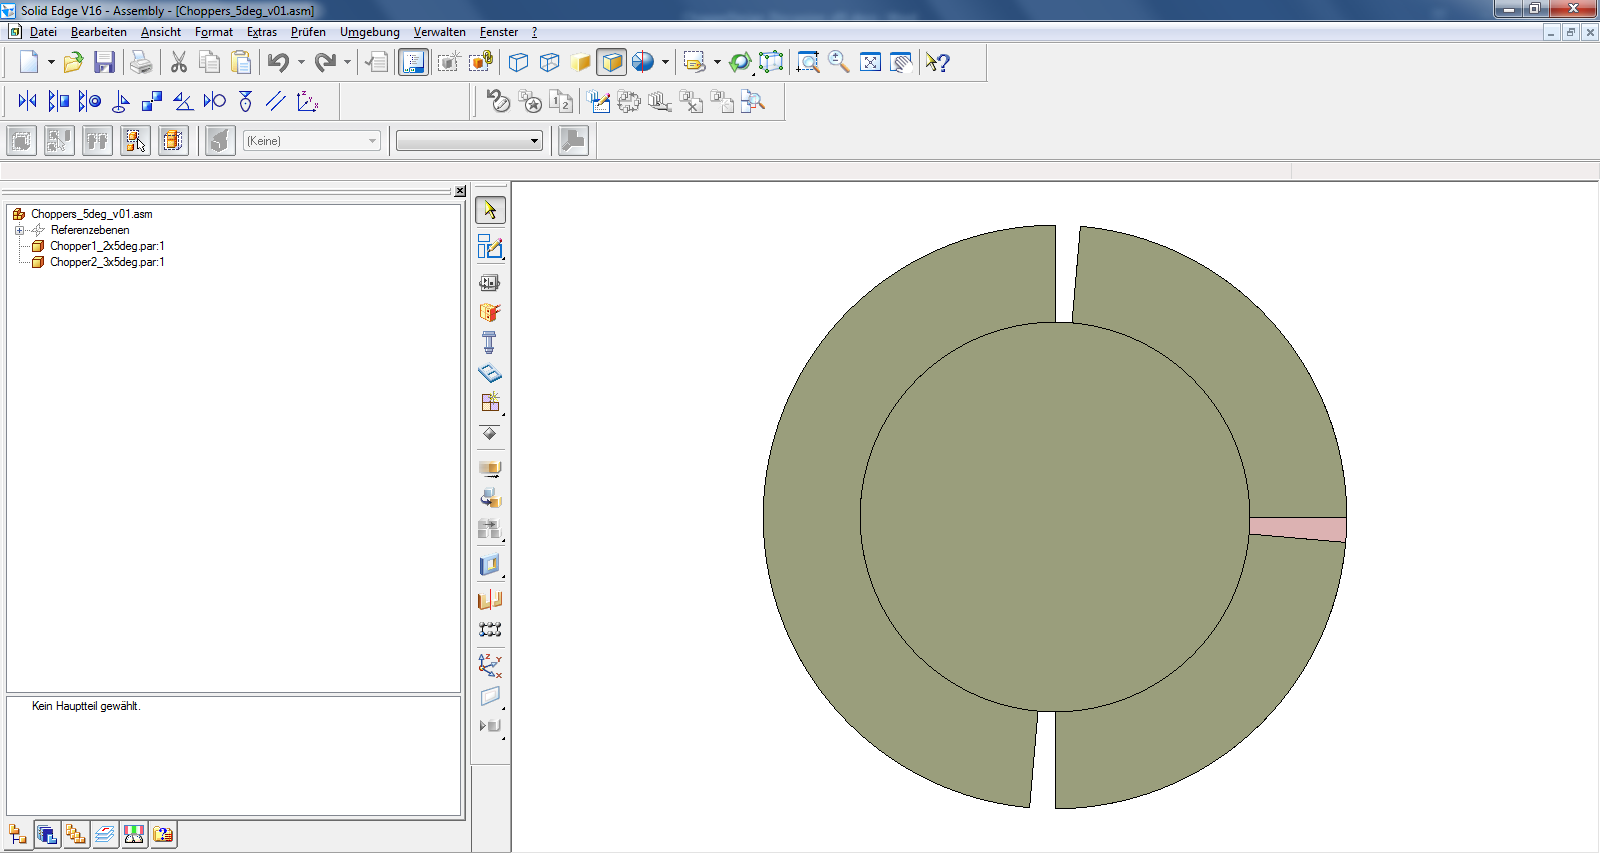 Solid Edge V16 - Assembly - [Choppers_5deg_v01.asm]
Datei Bearbeiten Ansicht Format Extras Prüfen Umgebung Verwalten Fenster ?
(Keine)
Choppers_5deg_v01.asm
Referenzebenen
Chopper1_2x5deg.par:1
Chopper2_3x5deg.par:1
Kein Hauptteil gewählt.